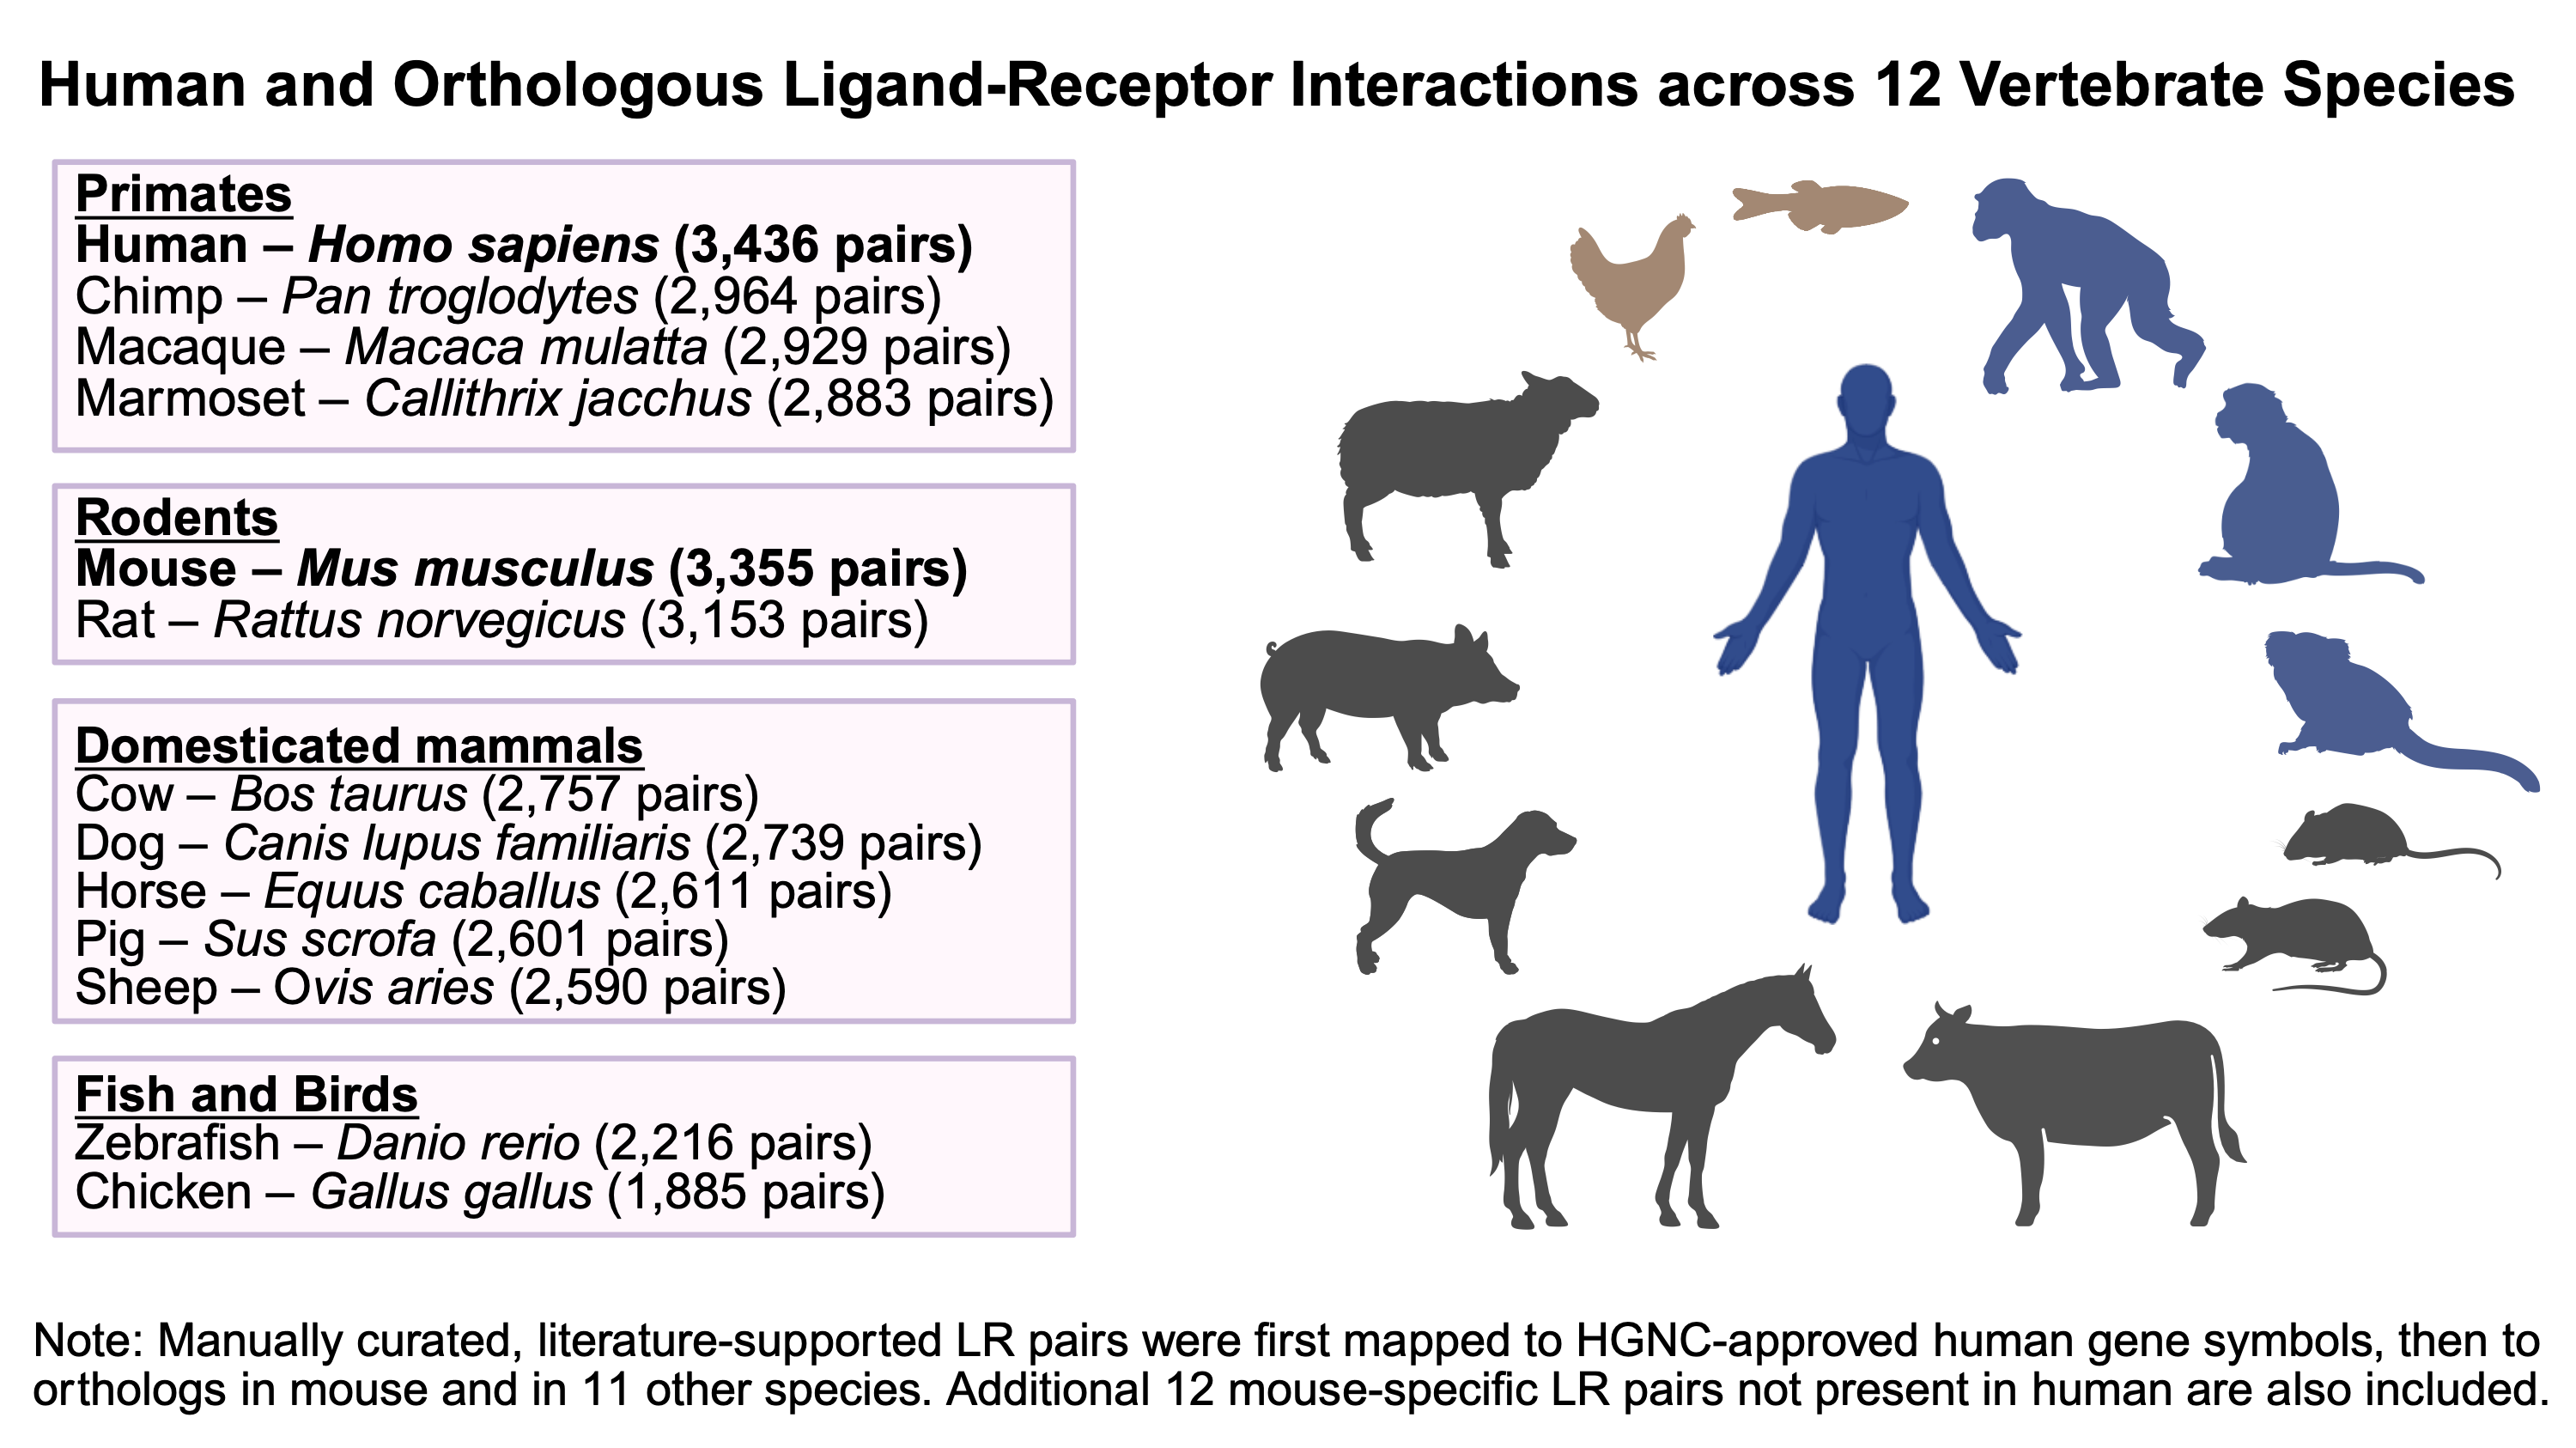 Human and Orthologous Ligand-Receptor Interactions across 12 Vertebrate Species
Primates
Human – Homo sapiens (3,436 pairs)
Chimp – Pan troglodytes (2,964 pairs)
Macaque – Macaca mulatta (2,929 pairs)
Marmoset – Callithrix jacchus (2,883 pairs)
Rodents
Mouse – Mus musculus (3,355 pairs)
Rat – Rattus norvegicus (3,153 pairs)
Domesticated mammals
Cow – Bos taurus (2,757 pairs)
Dog – Canis lupus familiaris (2,739 pairs)
Horse – Equus caballus (2,611 pairs)
Pig – Sus scrofa (2,601 pairs)
Sheep – Ovis aries (2,590 pairs)
Fish and Birds
Zebrafish – Danio rerio (2,216 pairs)
Chicken – Gallus gallus (1,885 pairs)
Note: Manually curated, literature-supported LR pairs were first mapped to HGNC-approved human gene symbols, then to
orthologs in mouse and in 11 other species. Additional 12 mouse-specific LR pairs not present in human are also included.